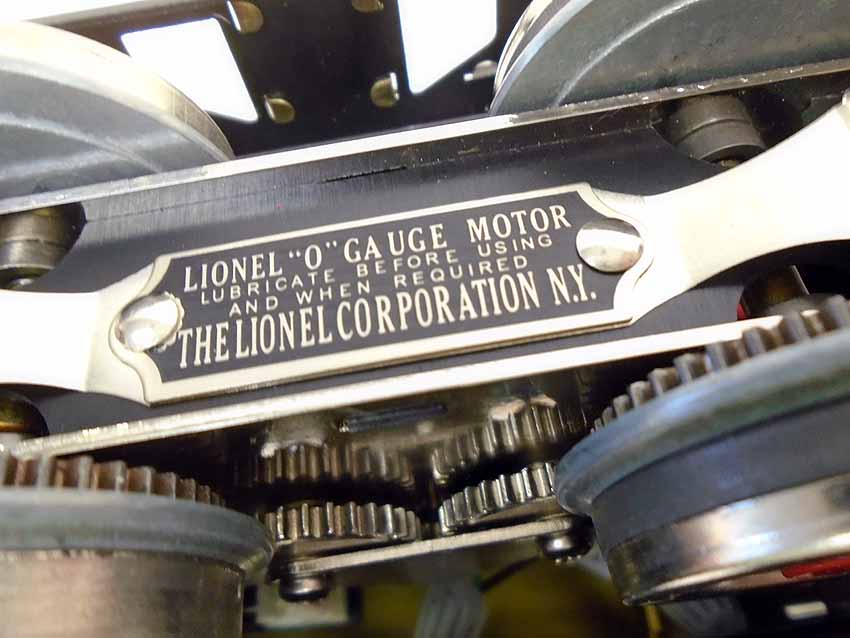 LIONEL "O" GAUGE MOTOR
LUBRICATE BEFORE USING
AND WHEN REQUIRED
THE LIONEL CORPORATION N.Y.